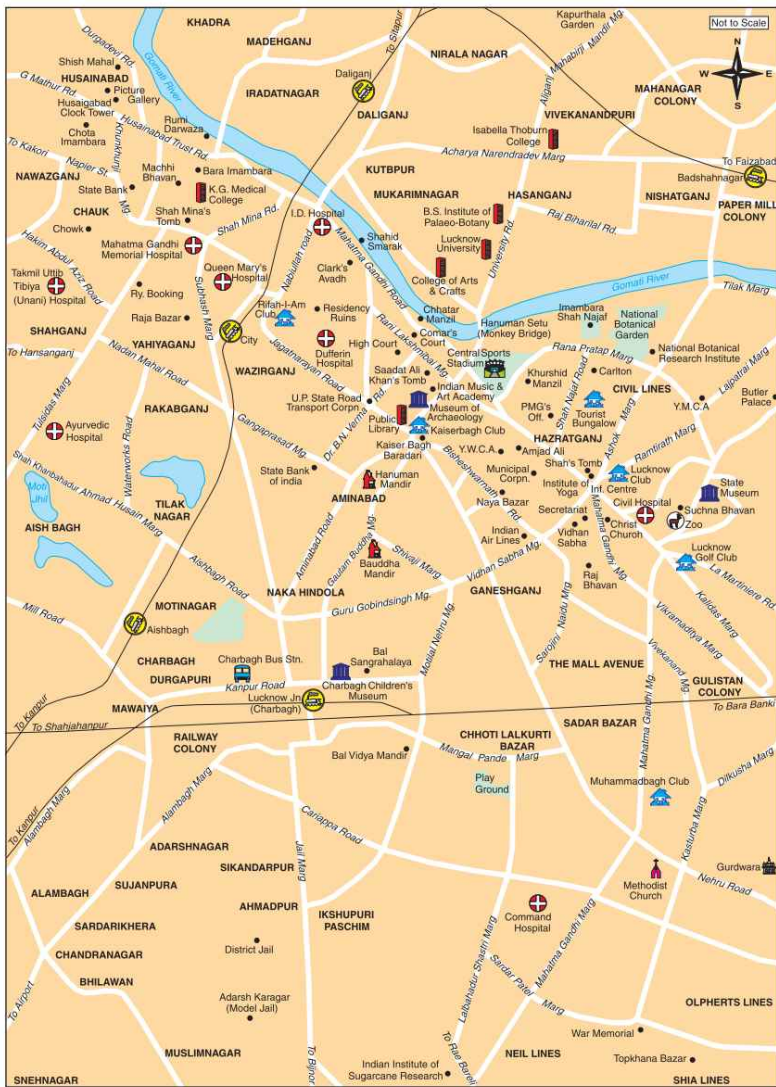 Not to Scale
N
W
E
S
KHADRA
Kapurthala
Garden
MADEHGANJ
To Sitapur
NIRALA NAGAR
Mahabirji Mandir Mg.
Durgadevi Rd.
Gomati River
Shish Mahal
HUSAINABAD
G Mathur Rd.
Picture
Gallery
Husaigabad
Clock Tower
Chota
Imambara
Rumi
Darwaza
Husainabad Trust Rd.
IRADATNAGAR
Daliganj
DALIGANJ
Aliganj
VIVEKANANDPURI
MAHANAGAR
COLONY
Isabella Thoburn
College
Acharya Narendradev Marg
To Faizabad
Badshahnagar
To Kakori
Napier St.
Khunkhunji
Mg.
NAWAZGANJ
State Bank
Machhi
Bhavan
Bara Imambara
K.G. Medical
College
KUTBPUR
MUKARIMNAGAR
HASANGANJ
NISHATGANJ
PAPER MILL
COLONY
CHAUK
Chowk
Shah Mina's
Tomb
Shah Mina Rd.
I.D. Hospital
B.S. Institute of
Palaeo-Botany
Raj Biharilal Rd.
Lucknow
University
University Rd.
College of Arts
& Crafts
Hakim Abdul Aziz Road
Mahatma Gandhi
Memorial Hospital
Queen Mary's
Hospital
Nabiullah road
Mahatma Gandhi Road
Shahid
Smarak
Clark's
Avadh
Gomati River
Tilak Marg
Takmil Uttib
Tibiya
(Unani) Hospital
Ry. Booking
Raja Bazar
Subhash Marg
Rifah-I-Am
Club
Residency
Ruins
Chhatar
Manzil
Hanuman Setu
(Monkey Bridge)
Imambara
Shah Najaf
National
Botanical
Garden
SHAHGANJ
YAHIYAGANJ
City
Jagatnarayan Road
Dufferin
Hospital
High Court
Rani Lakshmibai Mg.
Comar's
Court
Central Sports
Stadium
Rana Pratap Marg
National Botanical
Research Institute
To Hansanganj
Nadan Mahal Road
WAZIRGANJ
Saadat Ali
Khan's Tomb
Khurshid
Manzil
Carlton
CIVIL LINES
Shah Najaf Road
Lajpatrai Marg
Tulsidas Marg
RAKABGANJ
U.P. State Road
Transport Corpn
Dr. B.N. Verma Rd.
Indian Music &
Art Academy
Museum of
Archaeology
Public
Library
Kaiserbagh Club
PMG's
Off.
Tourist
Bungalow
Y.M.C.A
Butler
Palace
Ayurvedic
Hospital
Gangaprasad Mg.
Kaiser Bagh
Baradari
HAZRATGANJ
Ashok Marg
Ramtirath Marg
Shah Khanbahadur Ahmad Husain Marg
Waterworks Road
State Bank
of india
Hanuman
Mandir
Bisheshwarnath Rd
Y.W.C.A.
Amjad Ali
Shah's Tomb
Municipal
Corpn.
Institute of
Yoga
Inf. Centre
Lucknow
Club
State
Museum
Moti
Jhil
TILAK
NAGAR
AMINABAD
Naya Bazar
Civil Hospital
Suchna Bhavan
Zoo
AISH BAGH
Aminabad Road
Gautam Buddha Mg.
Bauddha
Mandir
Shivaji Marg
Secretariat
Indian
Air Lines
Vidhan
Sabha
Christ
Church
Mahatma Gandhi Mg.
Lucknow
Golf Club
La Martiniere Rd
Aishbagh Road
Vidhan Sabha Mg.
Raj
Bhavan
Kalidas Marg
NAKA HINDOLA
GANESHGANJ
Mill Road
MOTINAGAR
Guru Gobindsingh Mg.
Motilal Nehru Mg.
Sarojini Naidu Mrg
Vikramaditya Marg
Aishbagh
CHARBAGH
DURGAPURI
Charbagh Bus Stn.
Bal
Sangrahalaya
THE MALL AVENUE
Vivekanand Mg
GULISTAN
COLONY
Kanpur Road
Charbagh Children's
Museum
Lucknow Jn.
(Charbagh)
MAWAIYA
To Kanpur
To Shahjahanpur
To Bara Banki
SADAR BAZAR
RAILWAY
COLONY
CHHOTI LALKURTI
BAZAR
Mahatma Gandhi Mg.
Bal Vidya Mandir
Mangal Pande Marg
Play
Ground
Muhammadbagh Club
Dilkusha Marg
To Kanpur
Alambagh Marg
Alambagh Marg
Cariappa Road
Kasturba Marg
ADARSHNAGAR
SIKANDARPUR
Jail Marg
Gurdwara
Methodist
Church
Nehru Road
ALAMBAGH
SUJANPURA
AHMADPUR
IKSHUPURI
PASCHIM
Command
Hospital
SARDARIKHERA
District Jail
Lalbahadur Shastri Marg
Mahatma Gandhi Marg
CHANDRANAGAR
BHILAWAN
Sardar Patel Marg
To Airport
Adarsh Karagar
(Model Jail)
OLPHERTS LINES
War Memorial
MUSLIMNAGAR
To Bijnor
To Rae Bareli
NEIL LINES
Topkhana Bazar
Indian Institute of
Sugarcane Research
SNEHNAGAR
SHIA LINES